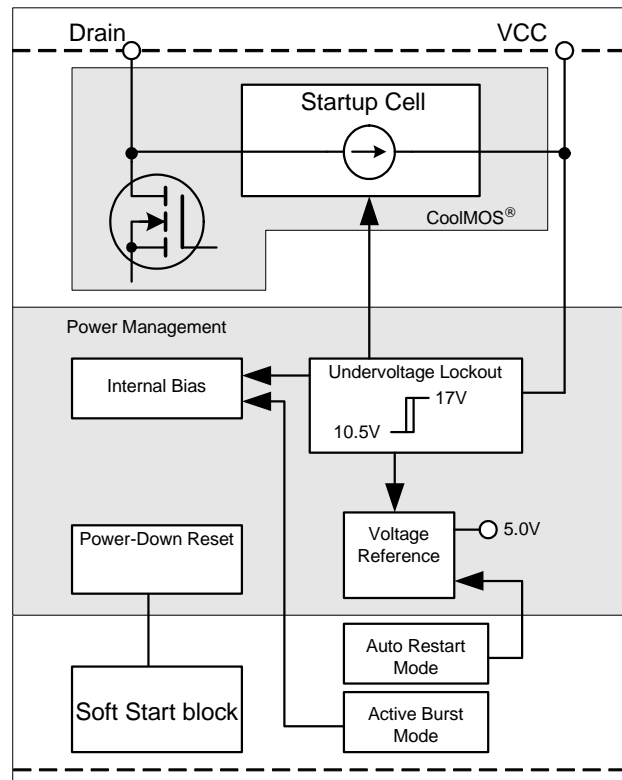 Drain
VCC
Startup Cell
CoolMOS®
Power Management
Internal Bias
Undervoltage Lockout
17V
10.5V
Power-Down Reset
Voltage
Reference
5.0V
Auto Restart
Mode
Soft Start block
Active Burst
Mode